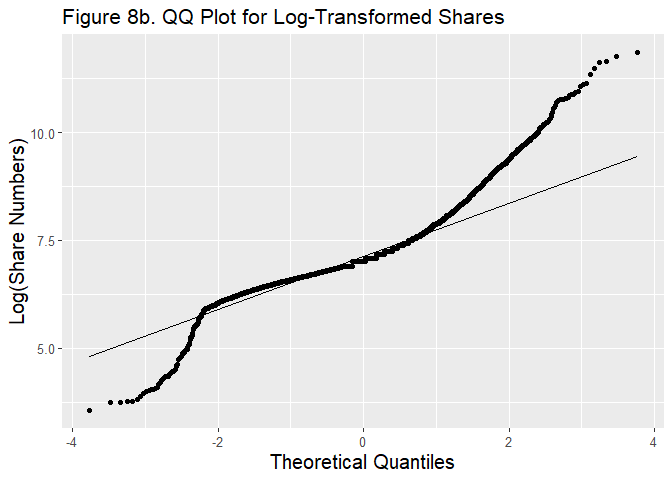 Figure 8b. QQ Plot for Log-Transformed Shares
Log(Share Numbers)
10.0
7.5
5.0
-4
-2
0
2
4
Theoretical Quantiles